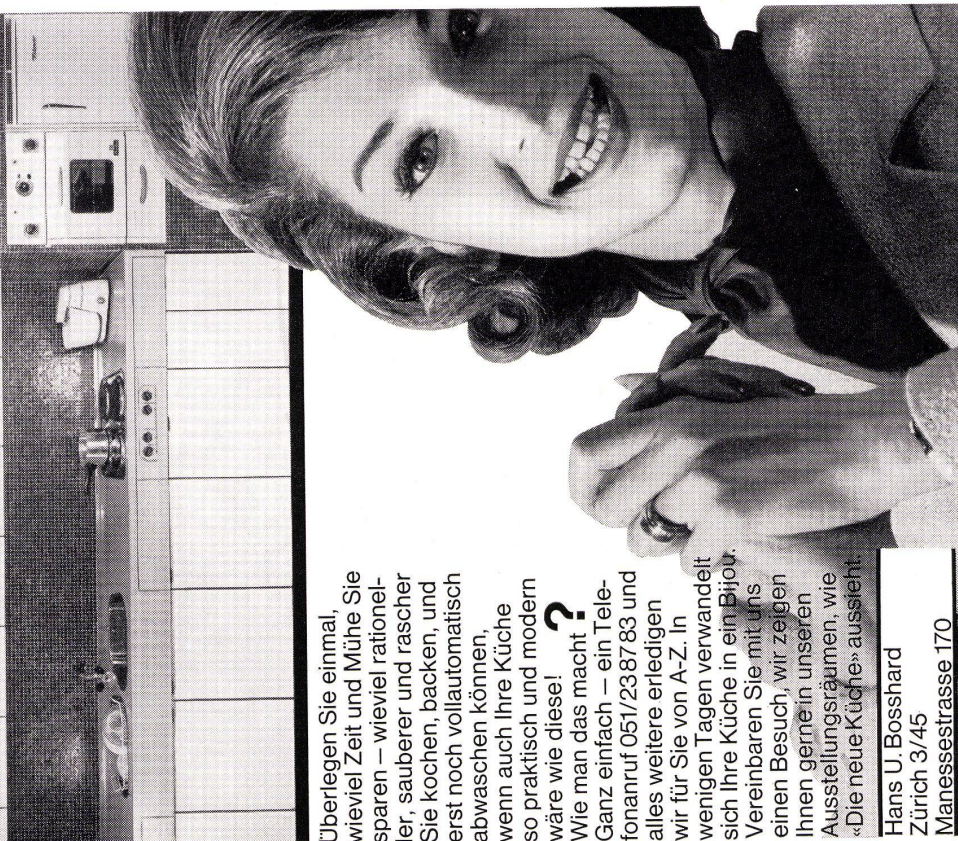 Überlegen Sie einmal,
wieviel Zeit und Mühe Sie
sparen – wieviel rationel-
ler, sauberer und rascher
Sie kochen, backen, und
erst noch vollautomatisch
abwaschen können,
wenn auch Ihre Küche
so praktisch und modern
wäre wie diese!
Wie man das macht ?
Ganz einfach – ein Tele-
fonanruf 051/238783 und
alles weitere erledigen
wir für Sie von A-Z. In
wenigen Tagen verwandelt
sich Ihre Küche in ein Bijou.
Vereinbaren Sie mit uns
einen Besuch, wir zeigen
Ihnen gerne in unseren
Ausstellungsräumen, wie
«Die neue Küche» aussieht.
Hans U. Bosshard
Zürich 3/45
Manessestrasse 170